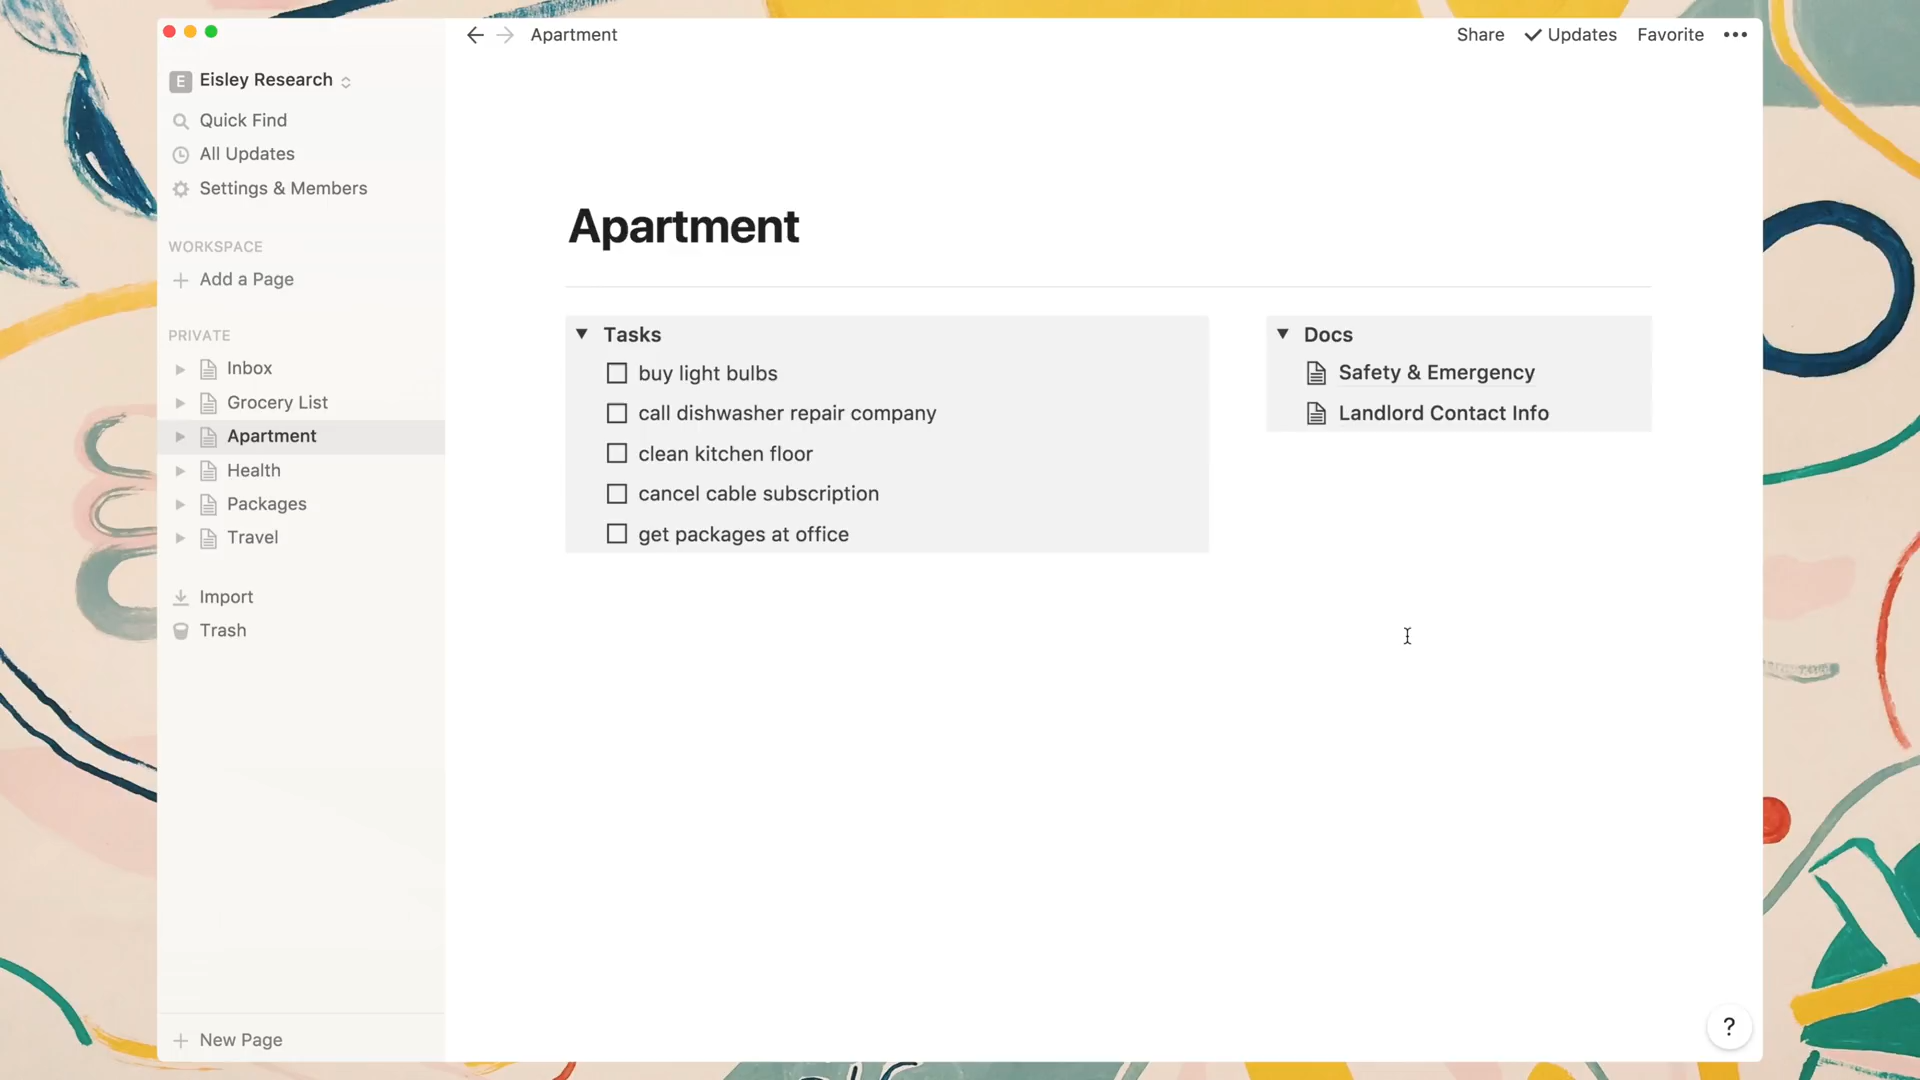 Apartment
Share
Updates
Favorite
E Eisley Research
Quick Find
All Updates
Settings & Members
WORKSPACE
Add a Page
PRIVATE
Inbox
Grocery List
Apartment
Health
Packages
Travel
Import
Trash
New Page
Apartment
Tasks
buy light bulbs
call dishwasher repair company
clean kitchen floor
cancel cable subscription
get packages at office
Docs
Safety & Emergency
Landlord Contact Info
?